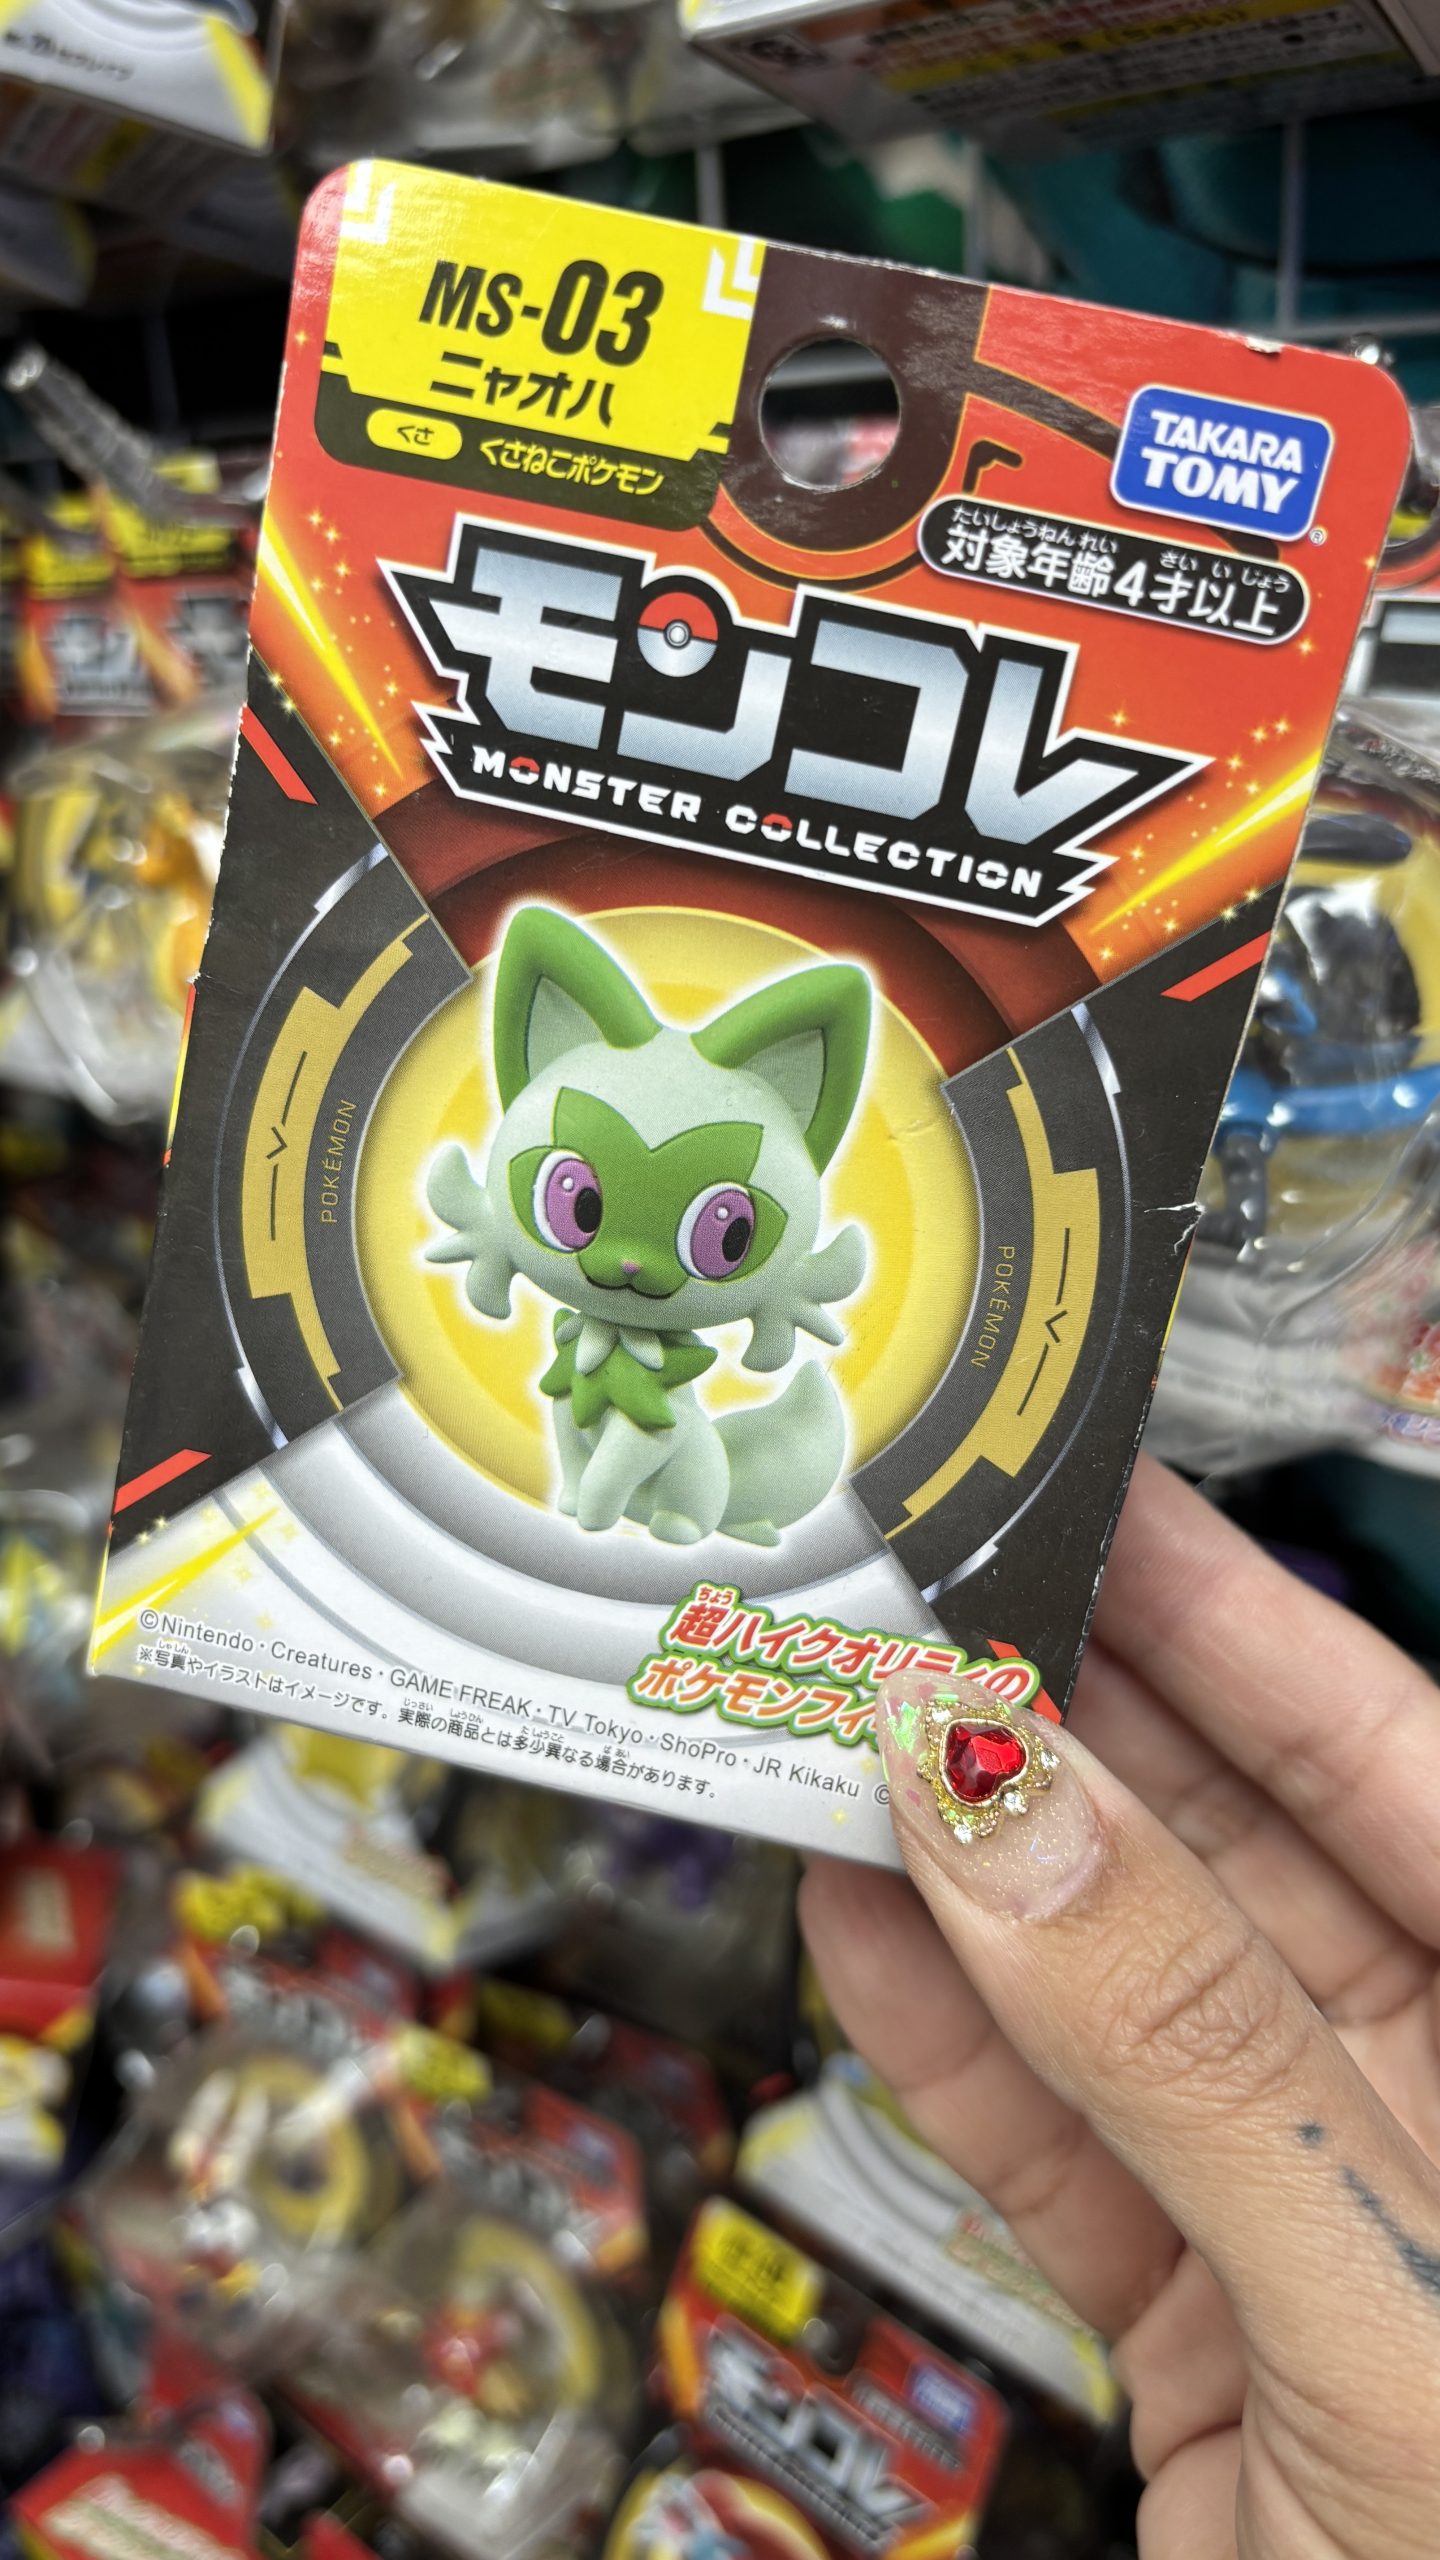 MS-03
ニャオハ
くさ くさねこポケモン
TAKARA
TOMY
®
たいしょうねんれい さいいじょう
対象年齢4才以上
モンコレ
MONSTER COLLECTION
POKÉMON
POKÉMON
ちょう
超ハイクオリティの
ポケモンフィ
©Nintendo・Creatures・GAME FREAK・TV Tokyo・ShoPro・JR Kikaku ©
しゃしん じっさい しょうひん たしょうこと ばあい
※写真やイラストはイメージです。実際の商品とは多少異なる場合があります。
モンコレ